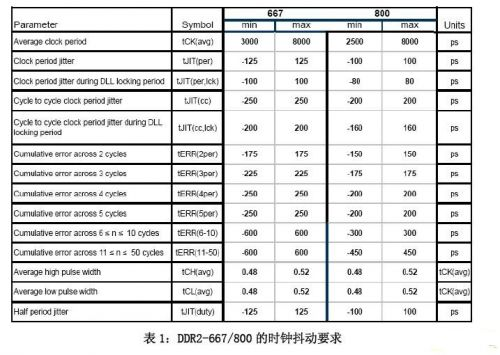 667 800
Parameter Symbol min max min max Units
Average clock period tCK(avg) 3000 8000 2500 8000 ps
Clock period jitter tJIT(per) -125 125 -100 100 ps
Clock period jitter during DLL locking period tJIT(per,lck) -100 100 -80 80 ps
Cycle to cycle clock period jitter tJIT(cc) -250 250 -200 200 ps
Cycle to cycle clock period jitter during DLL
locking period tJIT(cc,lck) -200 200 -160 160 ps
Cumulative error across 2 cycles tERR(2per) -175 175 -150 150 ps
Cumulative error across 3 cycles tERR(3per) -225 225 -175 175 ps
Cumulative error across 4 cycles tERR(4per) -250 250 -200 200 ps
Cumulative error across 5 cycles tERR(5per) -250 250 -200 200 ps
Cumulative error across 6 ≤ n ≤ 10 cycles tERR(6-10) -600 600 -300 300 ps
Cumulative error across 11 ≤ n ≤ 50 cycles tERR(11-50) -600 600 -450 450 ps
Average high pulse width tCH(avg) 0.48 0.52 0.48 0.52 tCK(avg)
Average low pulse width tCL(avg) 0.48 0.52 0.48 0.52 tCK(avg)
Half period jitter tJIT(duty) -125 125 -100 100 ps
表 1：DDR2-667/800 的时钟抖动要求